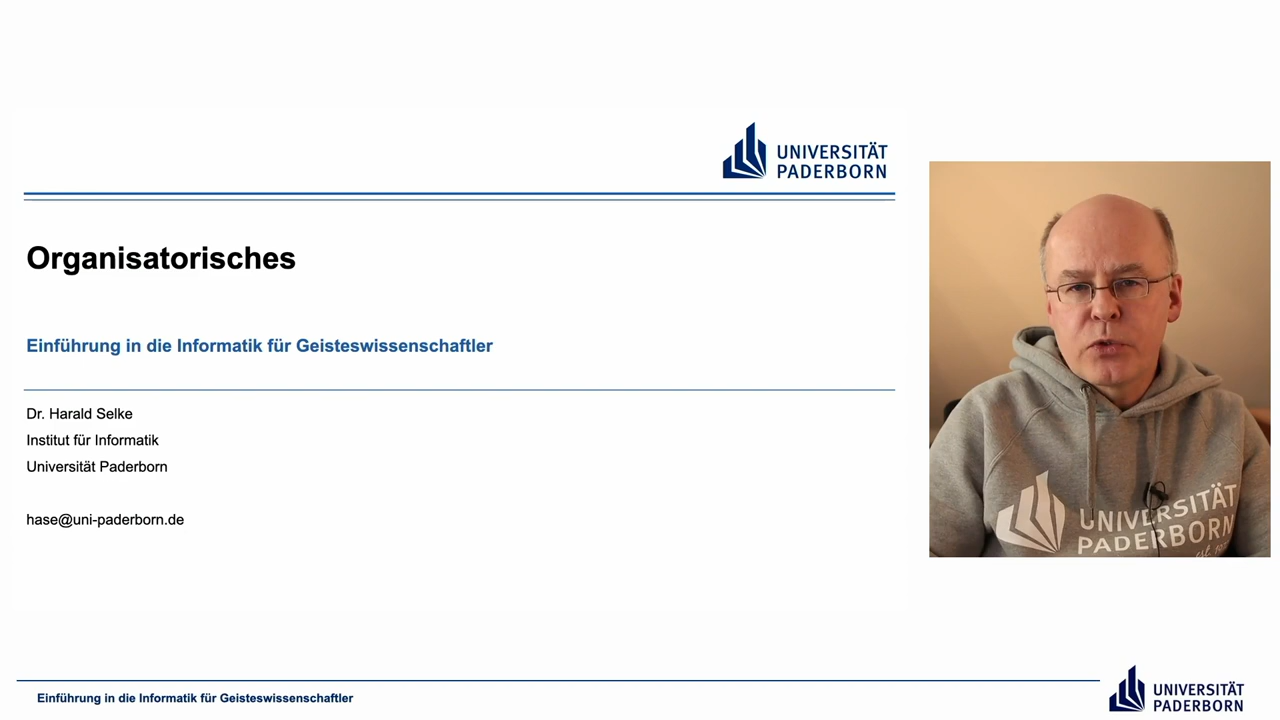 UNIVERSITÄT
PADERBORN
Organisatorisches
Einführung in die Informatik für Geisteswissenschaftler
Dr. Harald Selke
Institut für Informatik
Universität Paderborn
hase@uni-paderborn.de
UNIVERSITÄT
PADERBORN
est.
Einführung in die Informatik für Geisteswissenschaftler
UNIVERSITÄT
PADERBORN